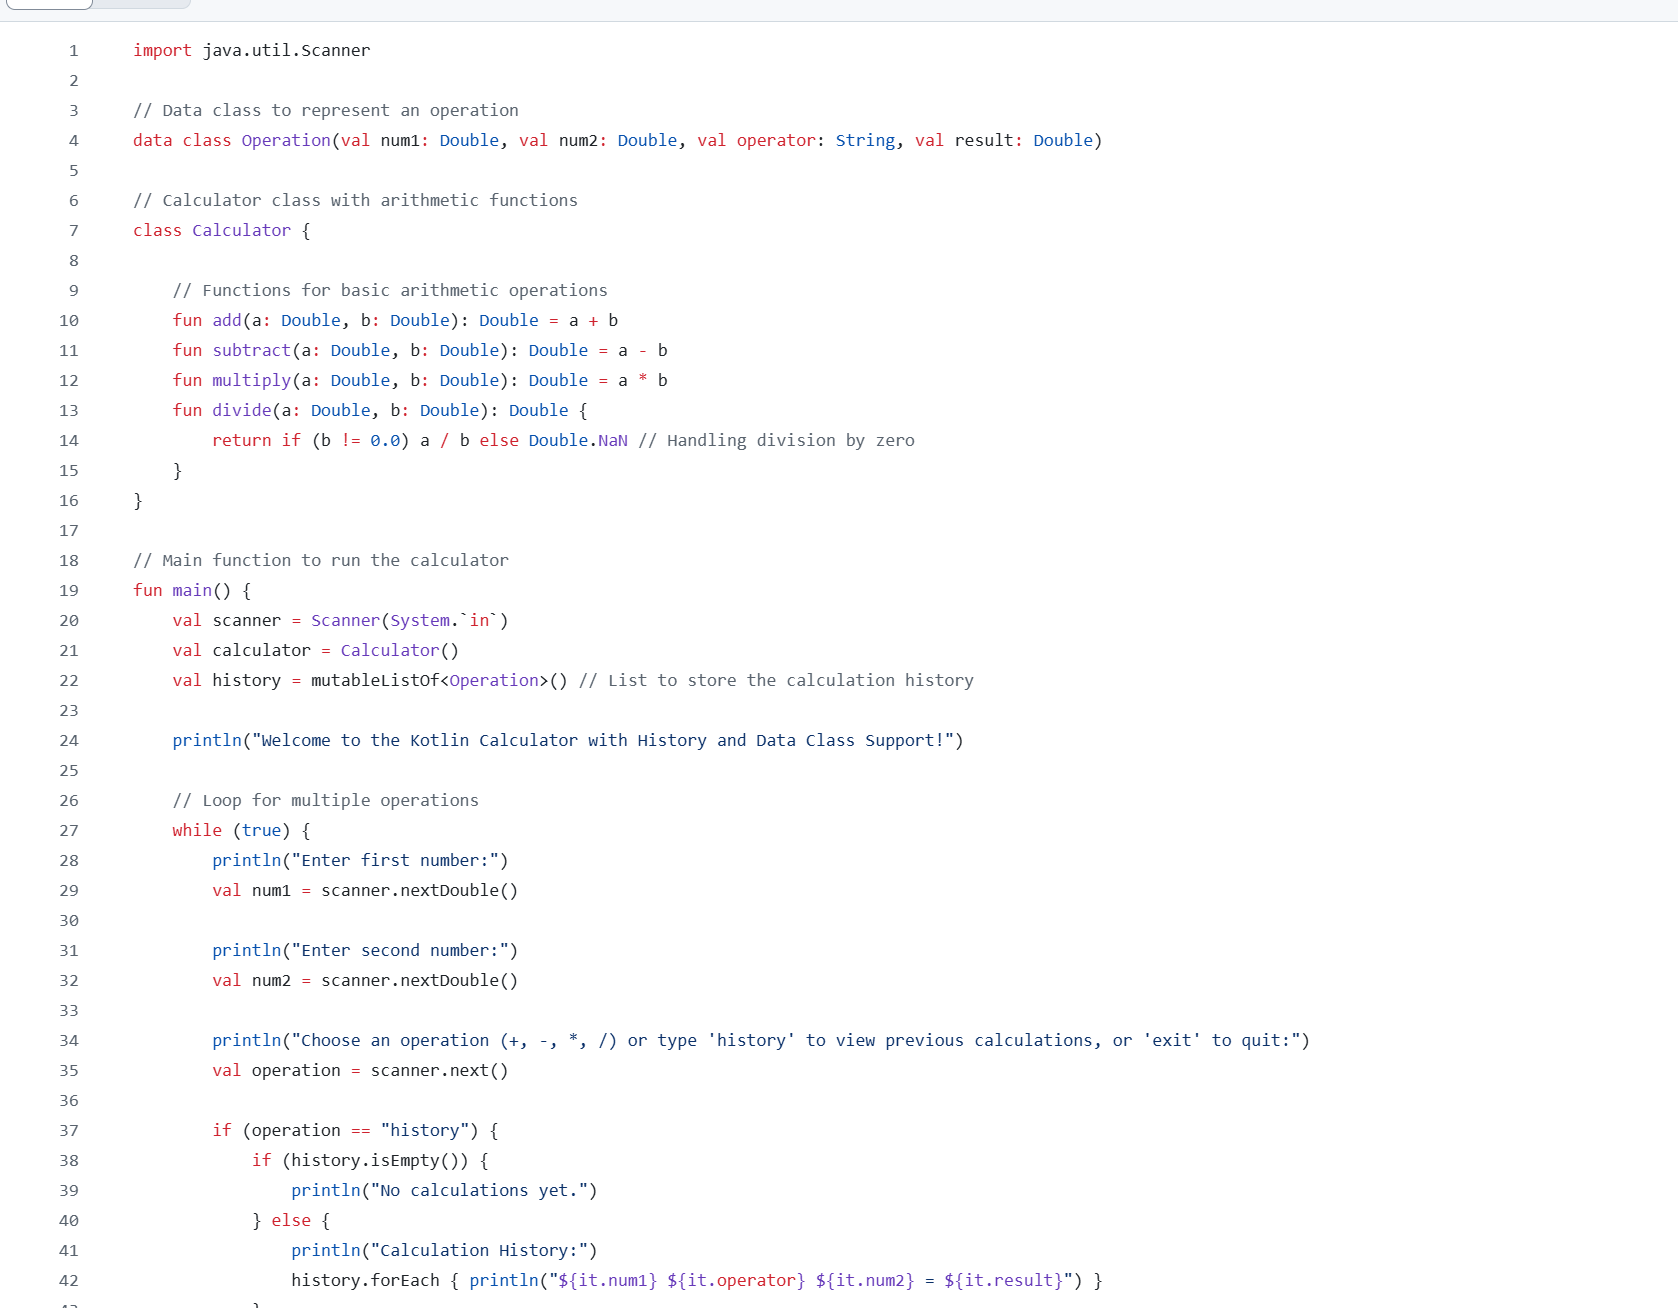 1 import java.util.Scanner
2
3 // Data class to represent an operation
4 data class Operation(val num1: Double, val num2: Double, val operator: String, val result: Double)
5
6 // Calculator class with arithmetic functions
7 class Calculator {
8
9     // Functions for basic arithmetic operations
10     fun add(a: Double, b: Double): Double = a + b
11     fun subtract(a: Double, b: Double): Double = a - b
12     fun multiply(a: Double, b: Double): Double = a * b
13     fun divide(a: Double, b: Double): Double {
14         return if (b != 0.0) a / b else Double.NaN // Handling division by zero
15     }
16 }
17
18 // Main function to run the calculator
19 fun main() {
20     val scanner = Scanner(System.`in`)
21     val calculator = Calculator()
22     val history = mutableListOf<Operation>() // List to store the calculation history
23
24     println("Welcome to the Kotlin Calculator with History and Data Class Support!")
25
26     // Loop for multiple operations
27     while (true) {
28         println("Enter first number:")
29         val num1 = scanner.nextDouble()
30
31         println("Enter second number:")
32         val num2 = scanner.nextDouble()
33
34         println("Choose an operation (+, -, *, /) or type 'history' to view previous calculations, or 'exit' to quit:")
35         val operation = scanner.next()
36
37         if (operation == "history") {
38             if (history.isEmpty()) {
39                 println("No calculations yet.")
40             } else {
41                 println("Calculation History:")
42                 history.forEach { println("${it.num1} ${it.operator} ${it.num2} = ${it.result}") }